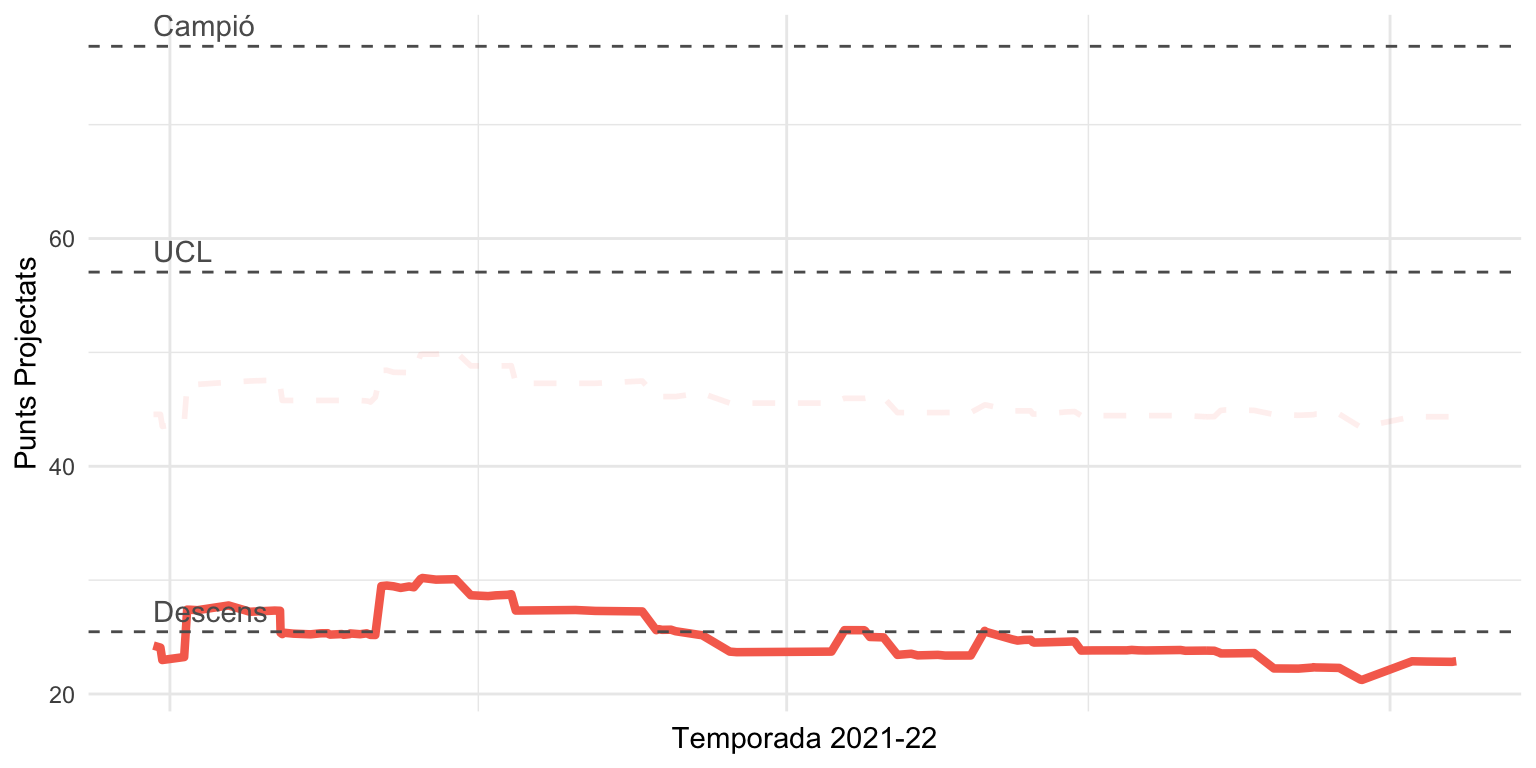 Campió
60
UCL
Punts Projectats
40
Descens
20
Temporada 2021-22